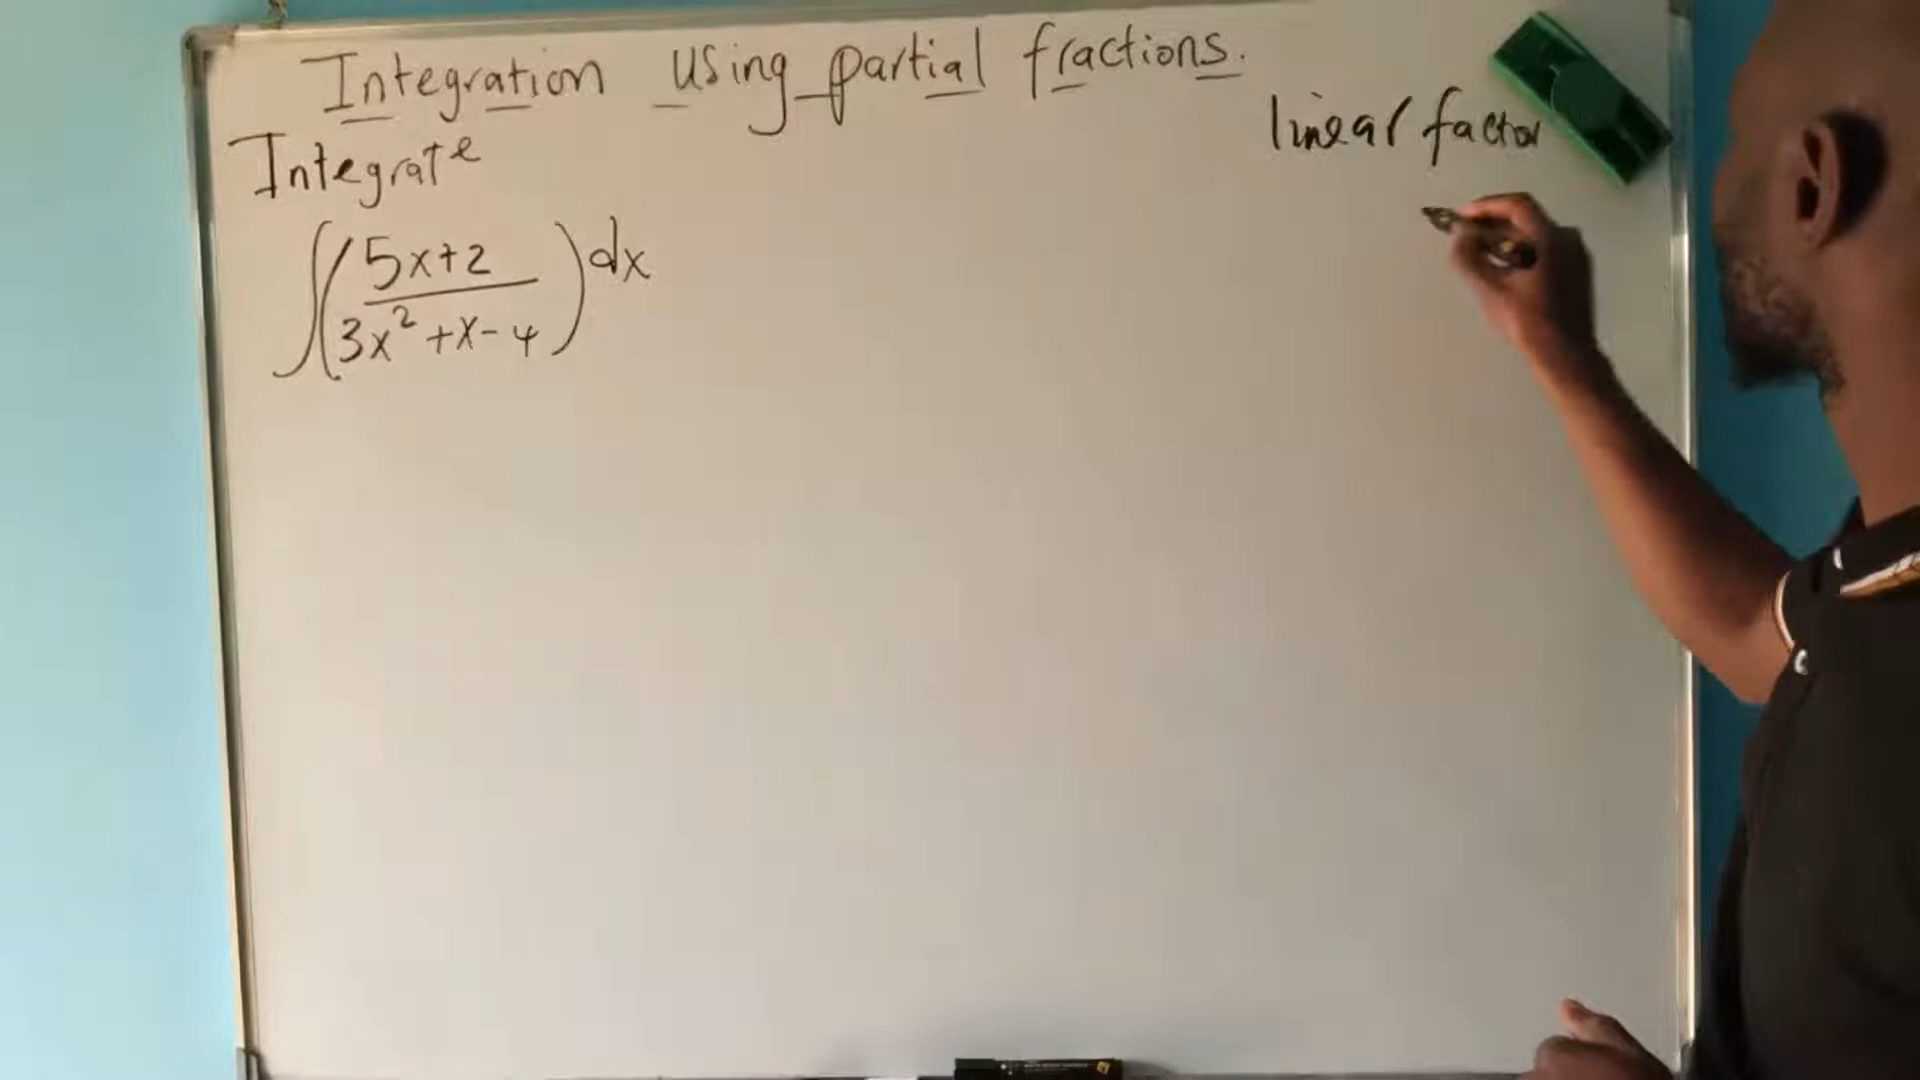 Integration using partial fractions.
linear factor
Integrate
∫(5x+2
3x²+x-4)dx